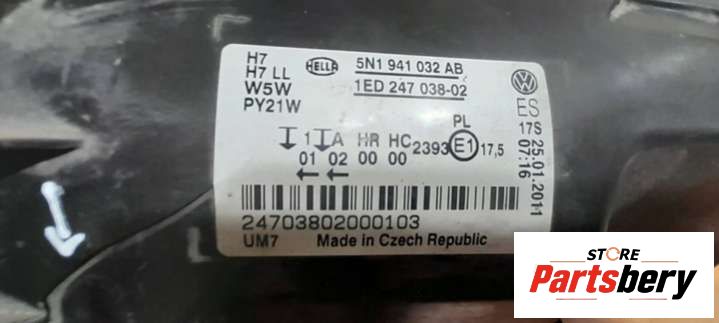 H7
H7 LL
W5W
PY21W
HELLA
5N1 941 032 AB
1ED 247 038-02
ES
17S 25.01.2011
07:16
1 A HR HC 2393 PL E1 17,5
01 02 00 00
24703802000103
UM7 Made in Czech Republic
STORE
Partsbery